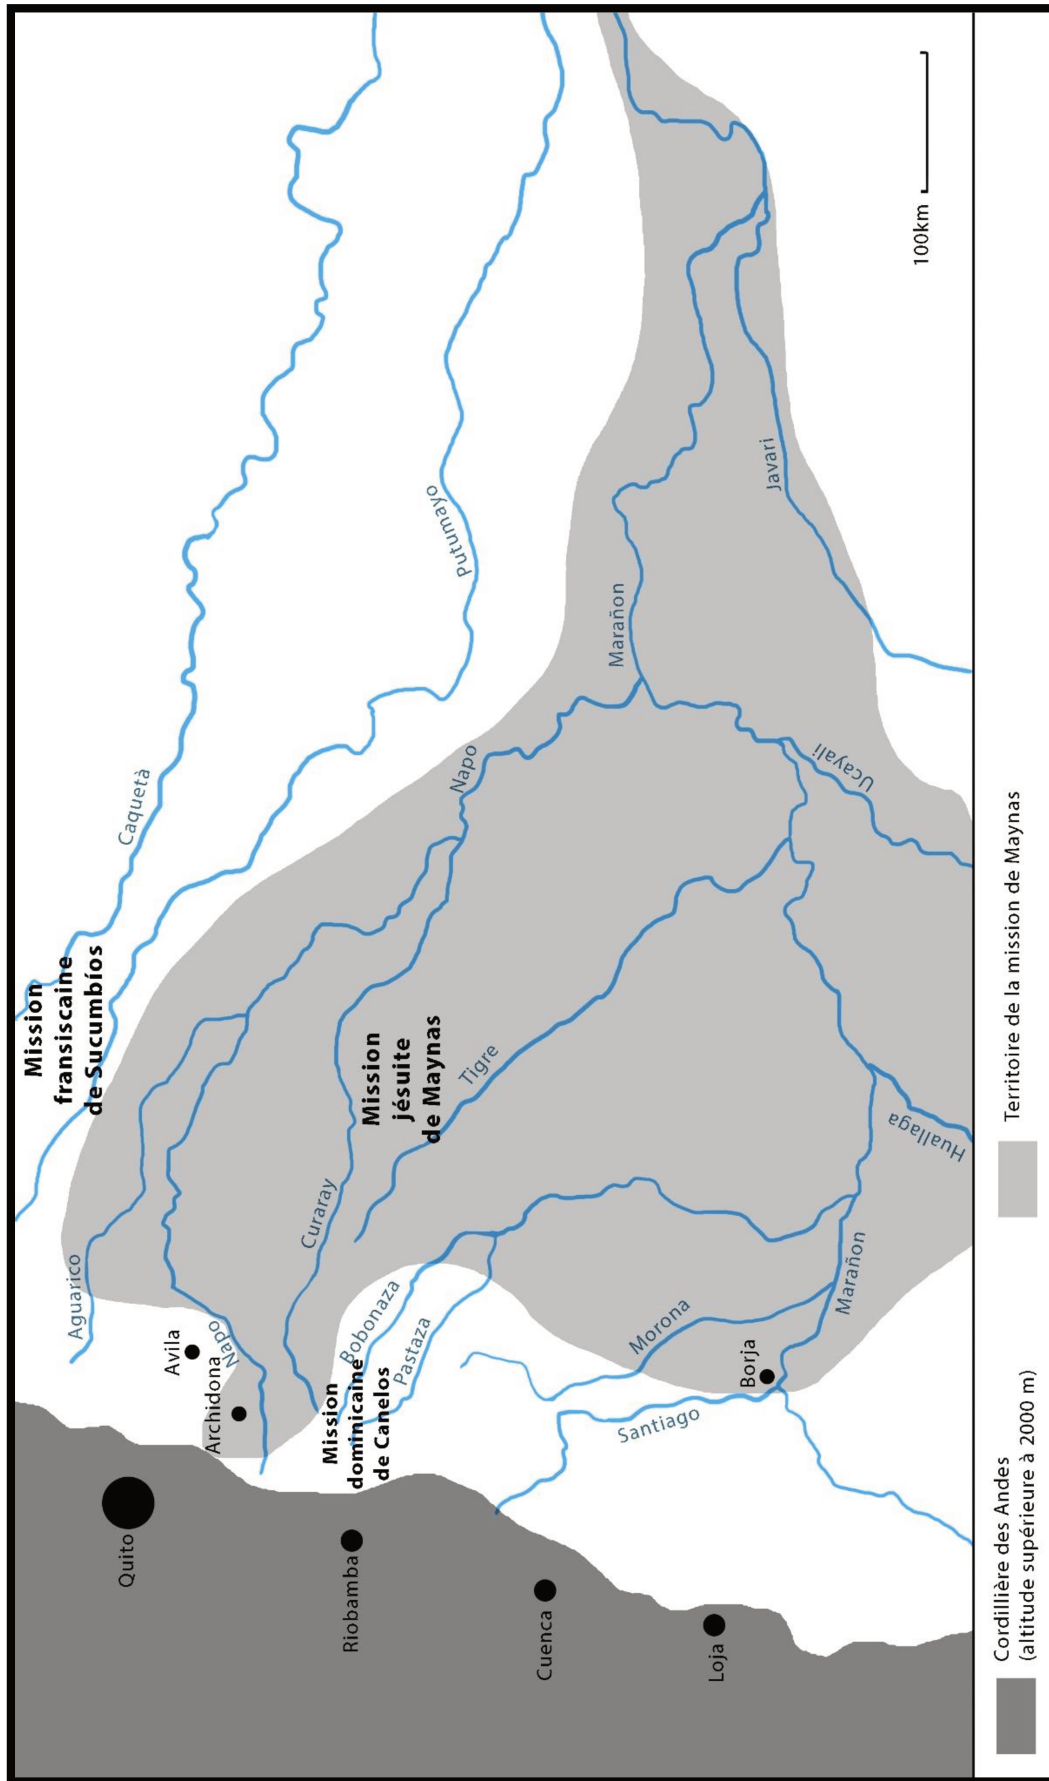 Mission
fransiscaine
de Sucumbíos
Caquetà
Putumayo
Aguarico
Avila
Napo
Archidona
Quito
Napo
Curaray
Mission
jésuite
de Maynas
Tigre
Marañon
Javari
100km
Bobonaza
Pastaza
Mission
dominicaine
de Canelos
Riobamba
Morona
Borja
Santiago
Marañon
Huallaga
Ucayali
Cuenca
Loja
Cordillière des Andes
(altitude supérieure à 2000 m)
Territoire de la mission de Maynas